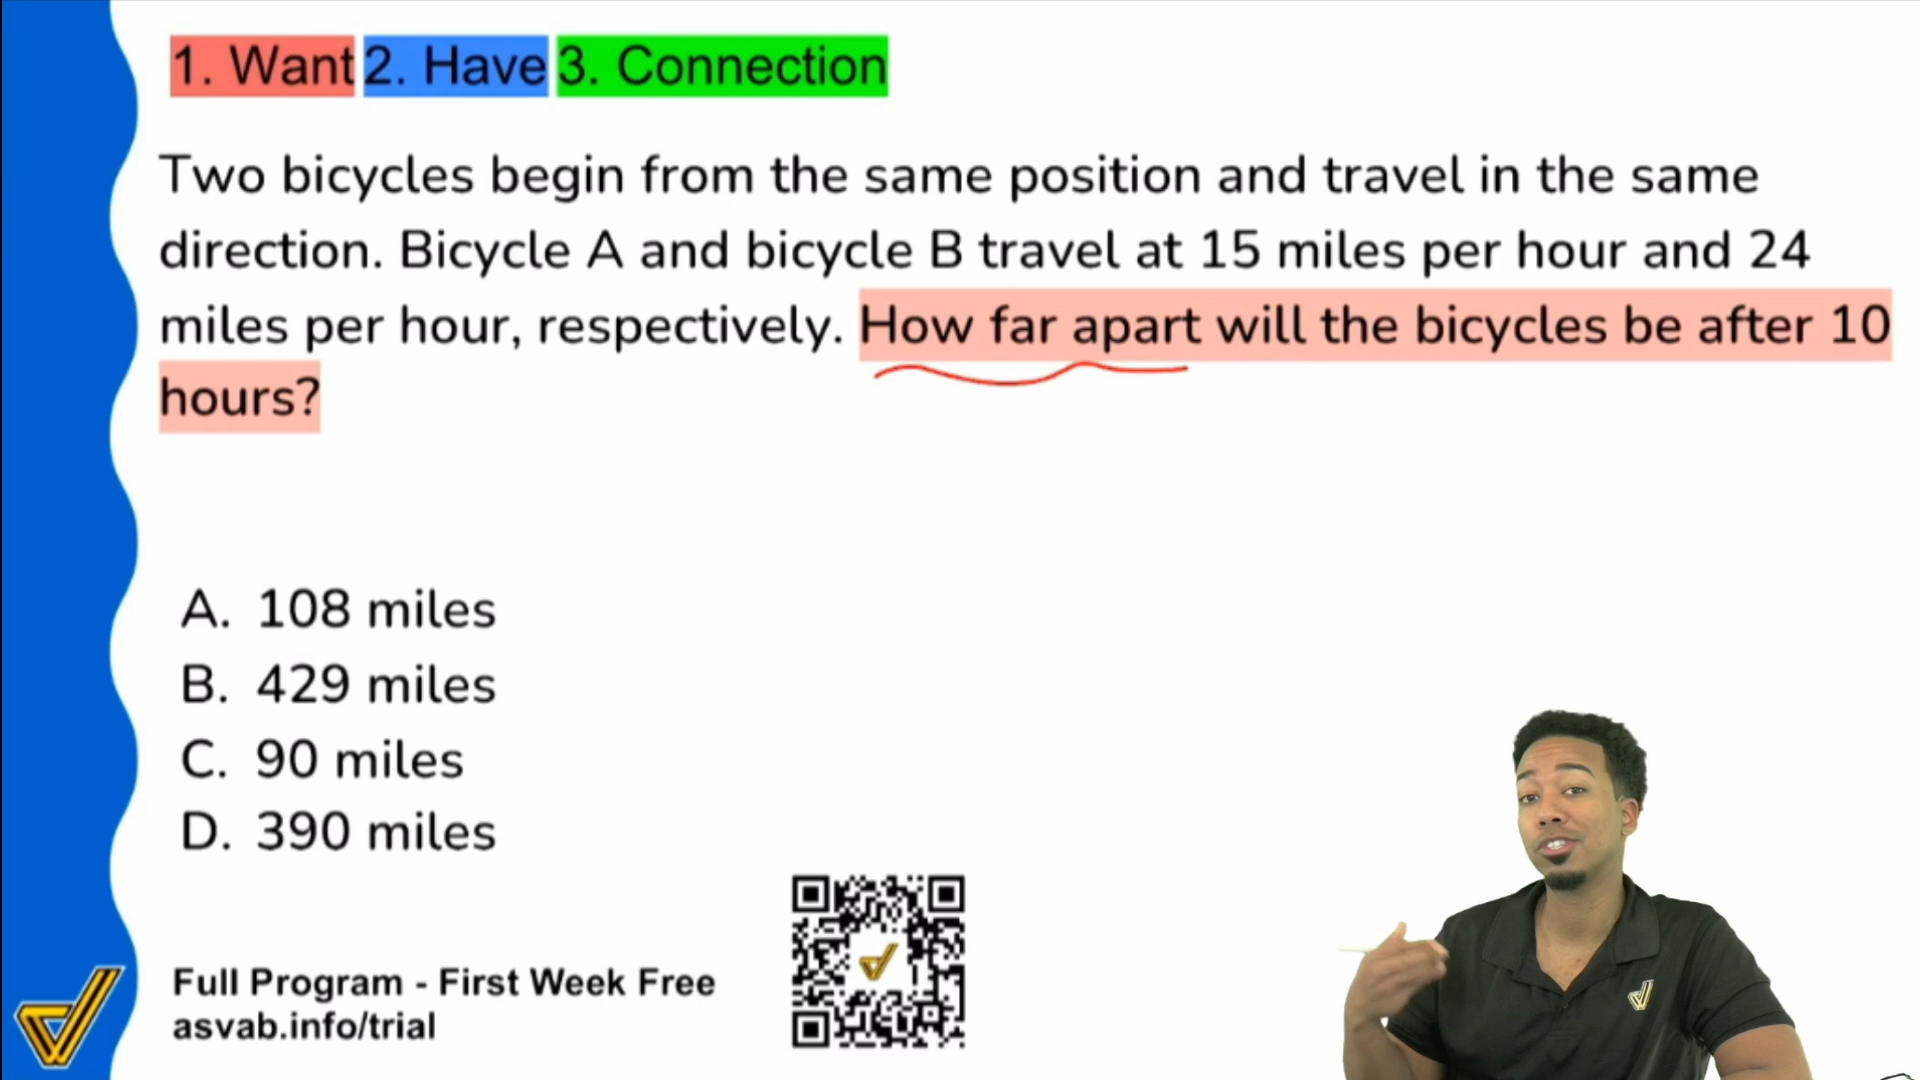 1. Want 2. Have 3. Connection
Two bicycles begin from the same position and travel in the same
direction. Bicycle A and bicycle B travel at 15 miles per hour and 24
miles per hour, respectively. How far apart will the bicycles be after 10
hours?
A. 108 miles
B. 429 miles
C. 90 miles
D. 390 miles
Full Program - First Week Free
asvab.info/trial